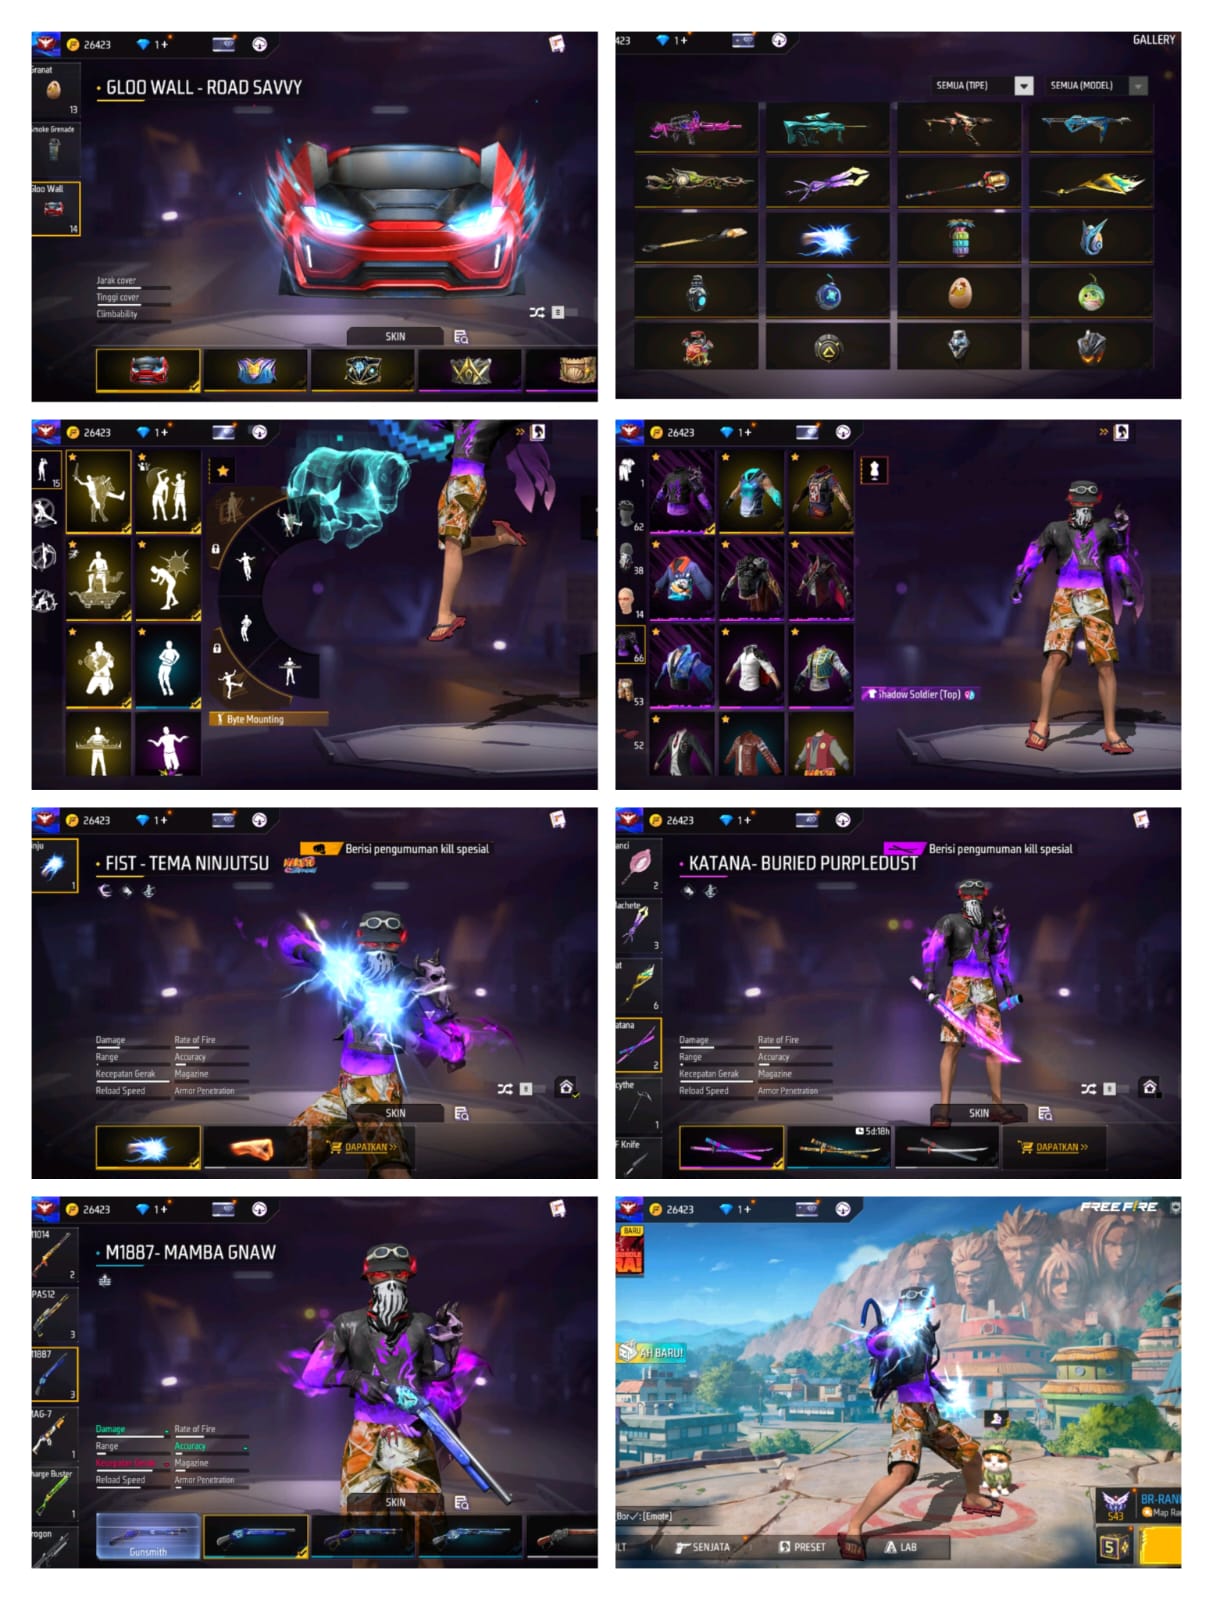 26423
1+
Granat
13
Smoke Grenade
Gloo Wall
14
GLOO WALL - ROAD SAVVY
Jarak cover
Tinggi cover
Climbability
SKIN
423
1+
GALLERY
SEMUA (TIPE)
SEMUA (MODEL)
26423
1+
15
Byte Mounting
26423
1+
1
62
38
14
66
53
52
Shadow Soldier (Top)
26423
1+
1
FIST - TEMA NINJUTSU
Berisi pengumuman kill spesial
Damage
Rate of Fire
Range
Accuracy
Kecepatan Gerak
Magazine
Reload Speed
Armor Penetration
SKIN
DAPATKAN >>
26423
1+
anci
2
Machete
3
at
6
atana
2
cythe
1
F Knife
KATANA- BURIED PURPLEDUST
Berisi pengumuman kill spesial
Damage
Rate of Fire
Range
Accuracy
Kecepatan Gerak
Magazine
Reload Speed
Armor Penetration
SKIN
5d:18h
DAPATKAN >>
26423
1+
M1014
2
SPAS12
3
M1887
3
MAG-7
1
harge Buster
1
rogon
M1887- MAMBA GNAW
Damage
Rate of Fire
Range
Accuracy
Kecepatan Gerak
Magazine
Reload Speed
Armor Penetration
SKIN
Gunsmith
26423
1+
FREE FIRE
BARU
RA!
AH BARU!
Bor✓: [Emote]
LT
SENJATA
PRESET
LAB
543
BR-RAN
Map Ra
5